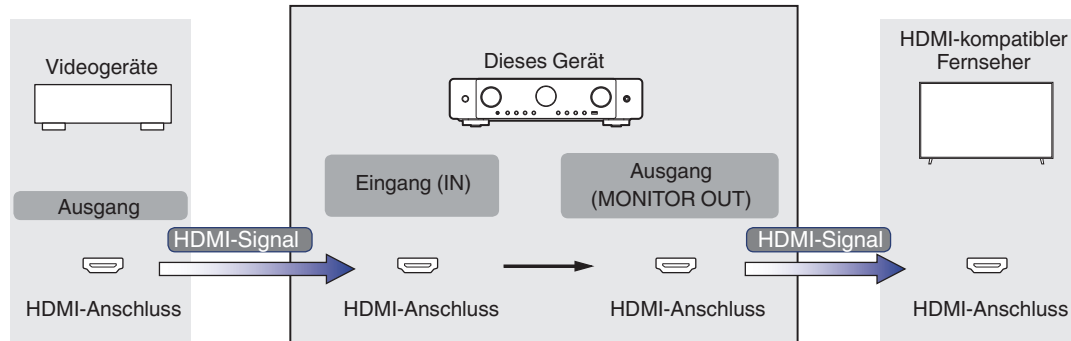 Videogeräte
Ausgang
HDMI-Signal
HDMI-Anschluss
Dieses Gerät
Eingang (IN)
HDMI-Anschluss
Ausgang
(MONITOR OUT)
HDMI-Anschluss
HDMI-Signal
HDMI-kompatibler
Fernseher
HDMI-Anschluss